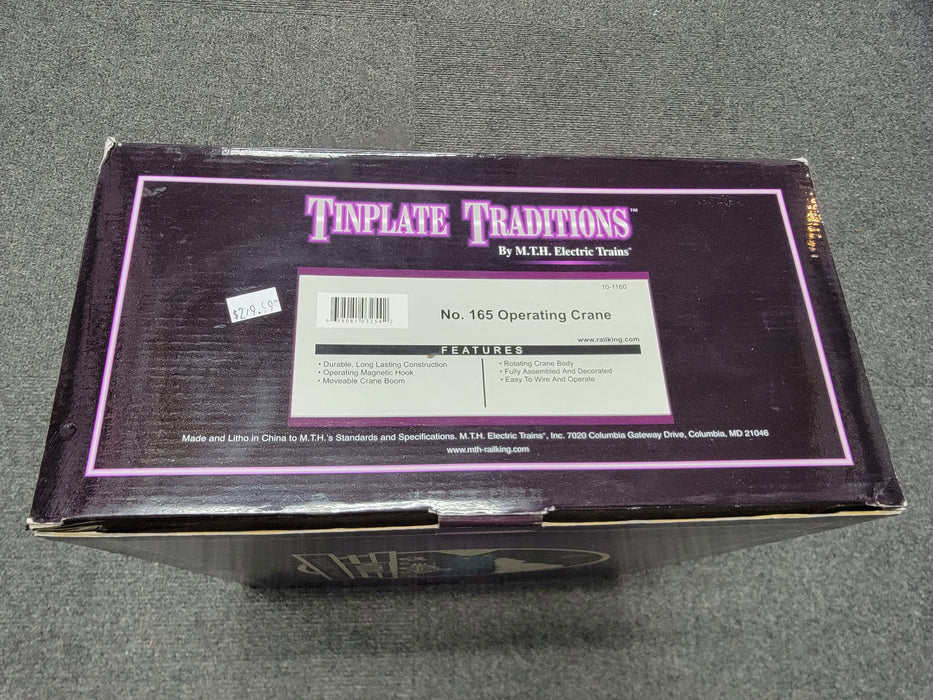 TINPLATE TRADITIONS™
By M.T.H. Electric Trains®
10-1160
$279.99
No. 165 Operating Crane
www.railking.com
FEATURES
• Durable, Long Lasting Construction
• Operating Magnetic Hook
• Moveable Crane Boom
• Rotating Crane Body
• Fully Assembled And Decorated
• Easy To Wire And Operate
Made and Litho in China to M.T.H.'s Standards and Specifications. M.T.H. Electric Trains®, Inc. 7020 Columbia Gateway Drive, Columbia, MD 21046
www.mth-railking.com